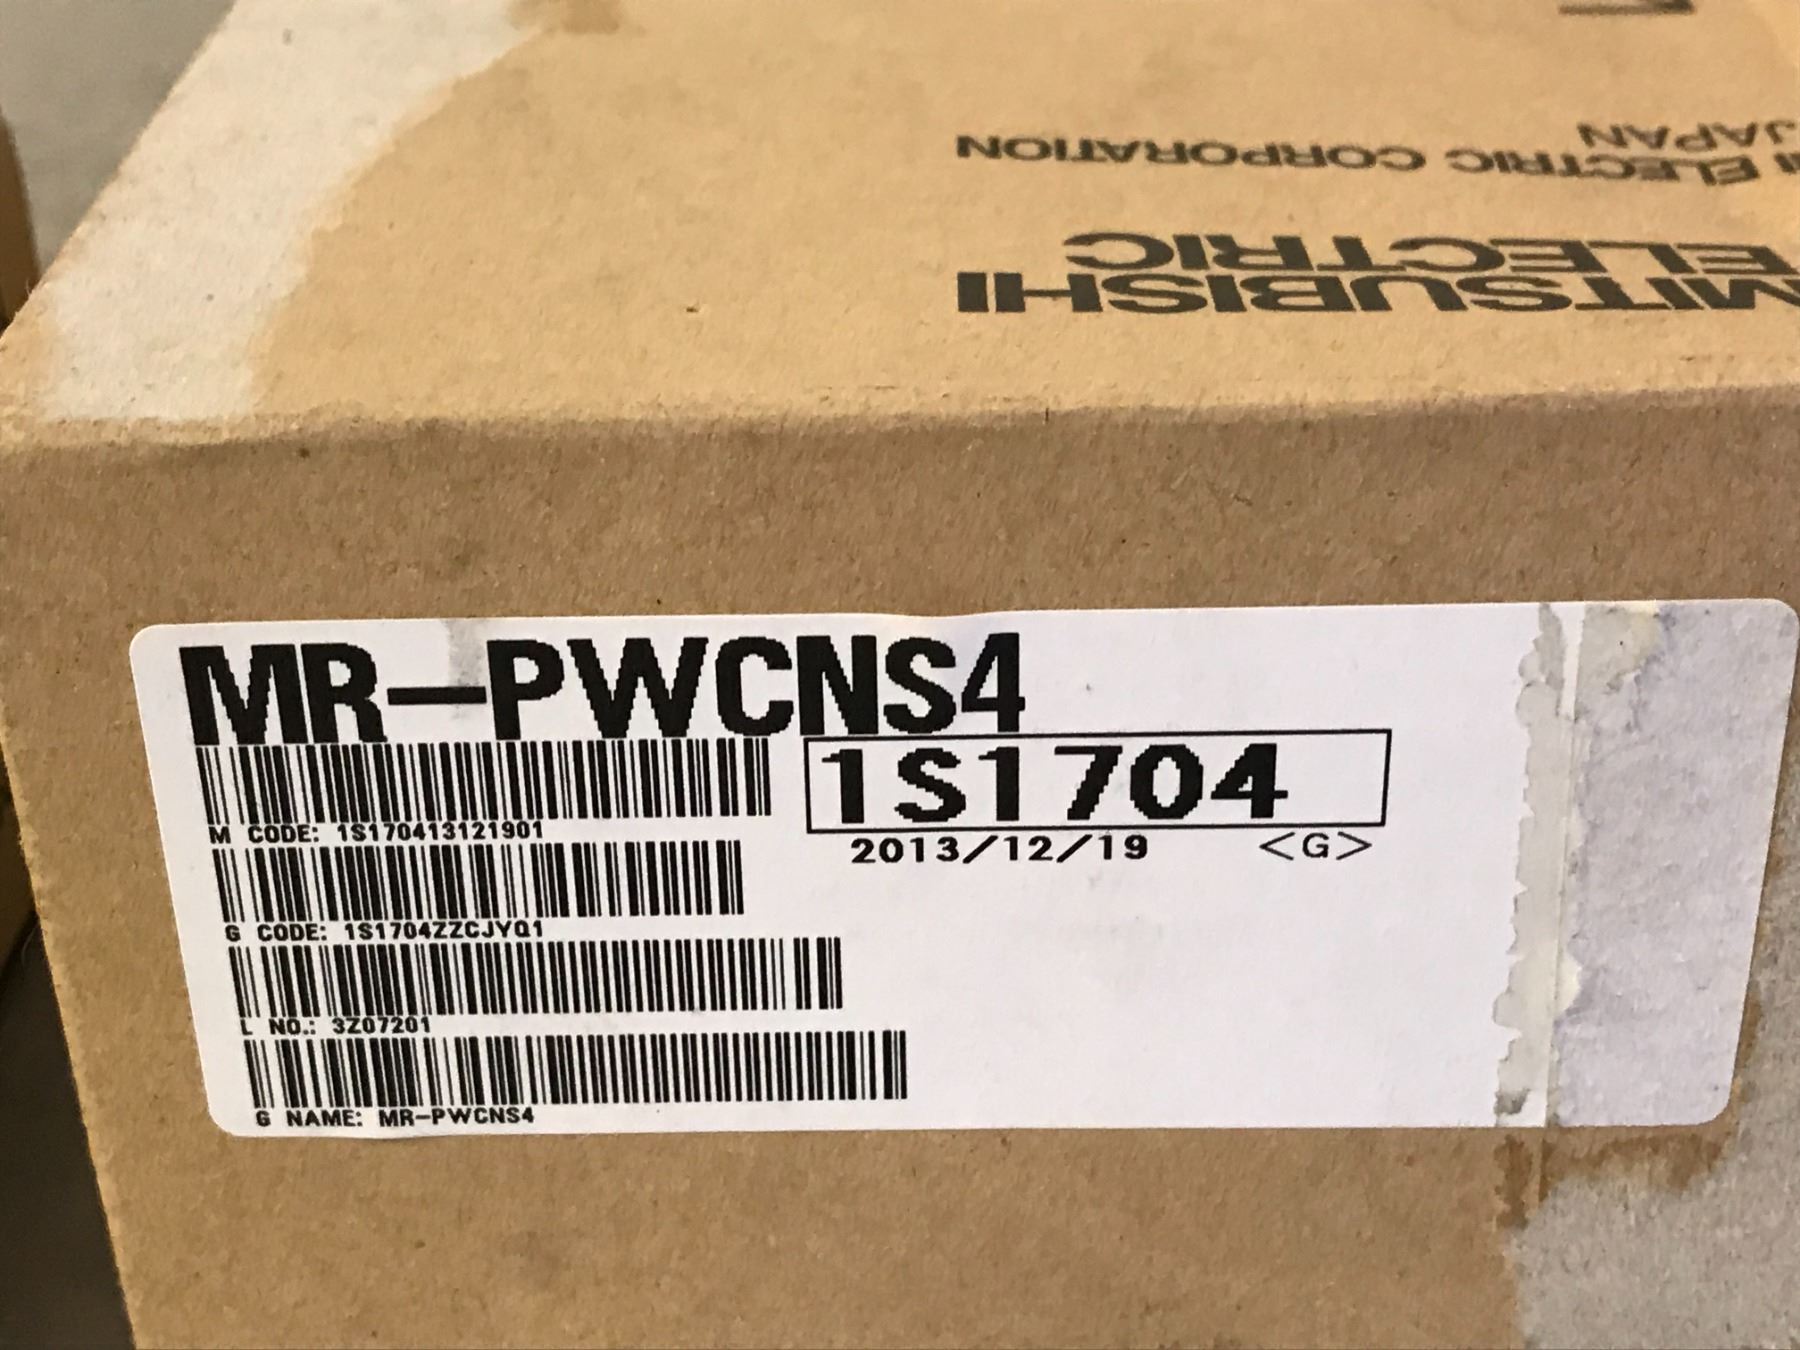 MITSUBISHI
ELECTRIC
I ELECTRIC CORPORATION
JAPAN
MR-PWCNS4
1S1704
M CODE: 1S170413121901
2013/12/19 <G>
G CODE: 1S1704ZZCJYQ1
L NO.: 3Z07201
G NAME: MR-PWCNS4